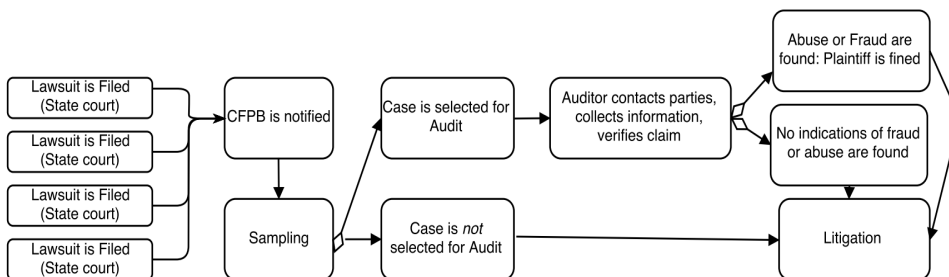 Lawsuit is Filed
(State court)
Lawsuit is Filed
(State court)
Lawsuit is Filed
(State court)
Lawsuit is Filed
(State court)
CFPB is notified
Sampling
Case is selected for
Audit
Case is not
selected for Audit
Auditor contacts parties,
collects information,
verifies claim
Abuse or Fraud are
found: Plaintiff is fined
No indications of fraud
or abuse are found
Litigation